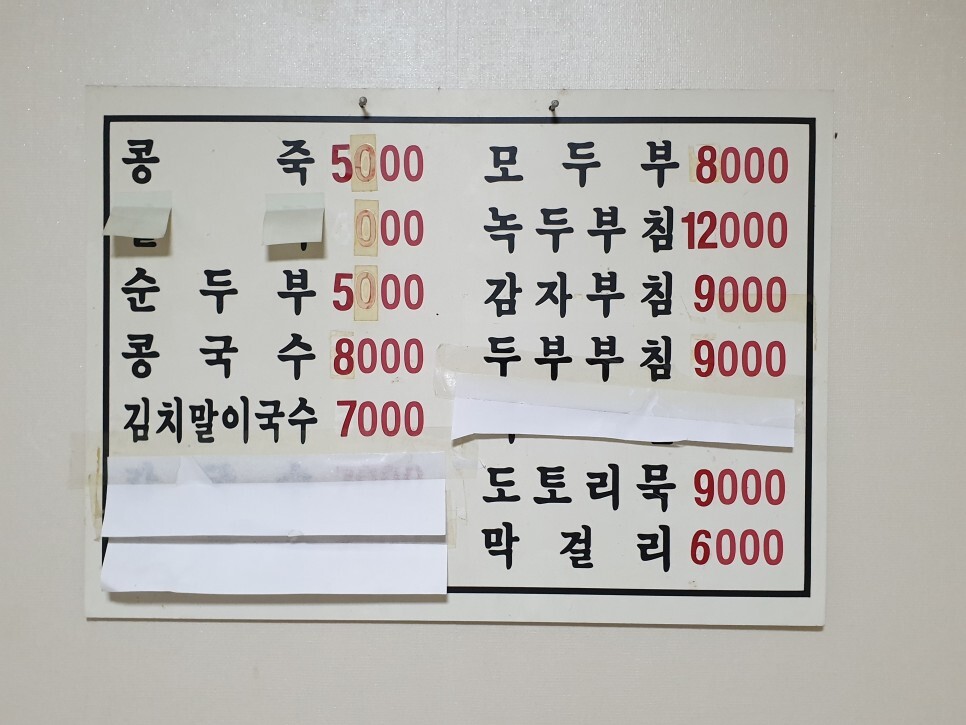 콩죽 5000
000
순두부 5000
콩국수 8000
김치말이국수 7000
모두부 8000
녹두부침 12000
감자부침 9000
두부부침 9000
도토리묵 9000
막걸리 6000